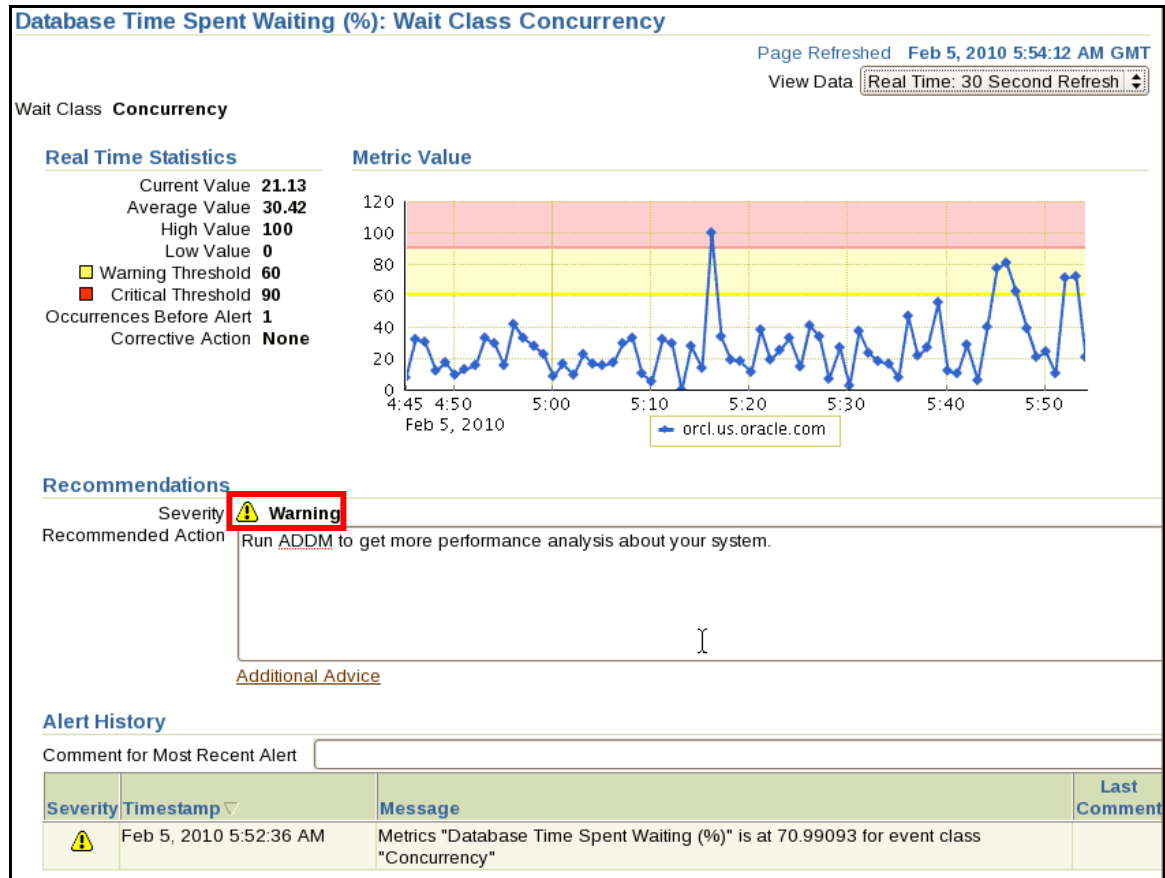 Database Time Spent Waiting (%): Wait Class Concurrency
Page Refreshed Feb 5, 2010 5:54:12 AM GMT
View Data Real Time: 30 Second Refresh
Wait Class Concurrency
Real Time Statistics
Current Value 21.13
Average Value 30.42
High Value 100
Low Value 0
Warning Threshold 60
Critical Threshold 90
Occurrences Before Alert 1
Corrective Action None
Metric Value
120
100
80
60
40
20
0
4:45 4:50 5:00 5:10 5:20 5:30 5:40 5:50
Feb 5, 2010
orcl.us.oracle.com
Recommendations
Severity Warning
Recommended Action Run ADDM to get more performance analysis about your system.
Additional Advice
Alert History
Comment for Most Recent Alert
Severity Timestamp Message Last Comment
Feb 5, 2010 5:52:36 AM Metrics "Database Time Spent Waiting (%)" is at 70.99093 for event class
"Concurrency"